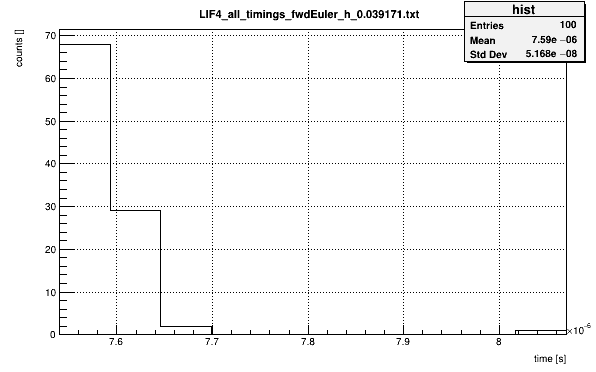 LIF4_all_timings_fwdEuler_h_0.039171.txt
hist
Entries 100
Mean 7.59e −06
Std Dev 5.168e −08
counts []
70
60
50
40
30
20
10
0
7.6 7.7 7.8 7.9 8 ×10⁻⁶
time [s]